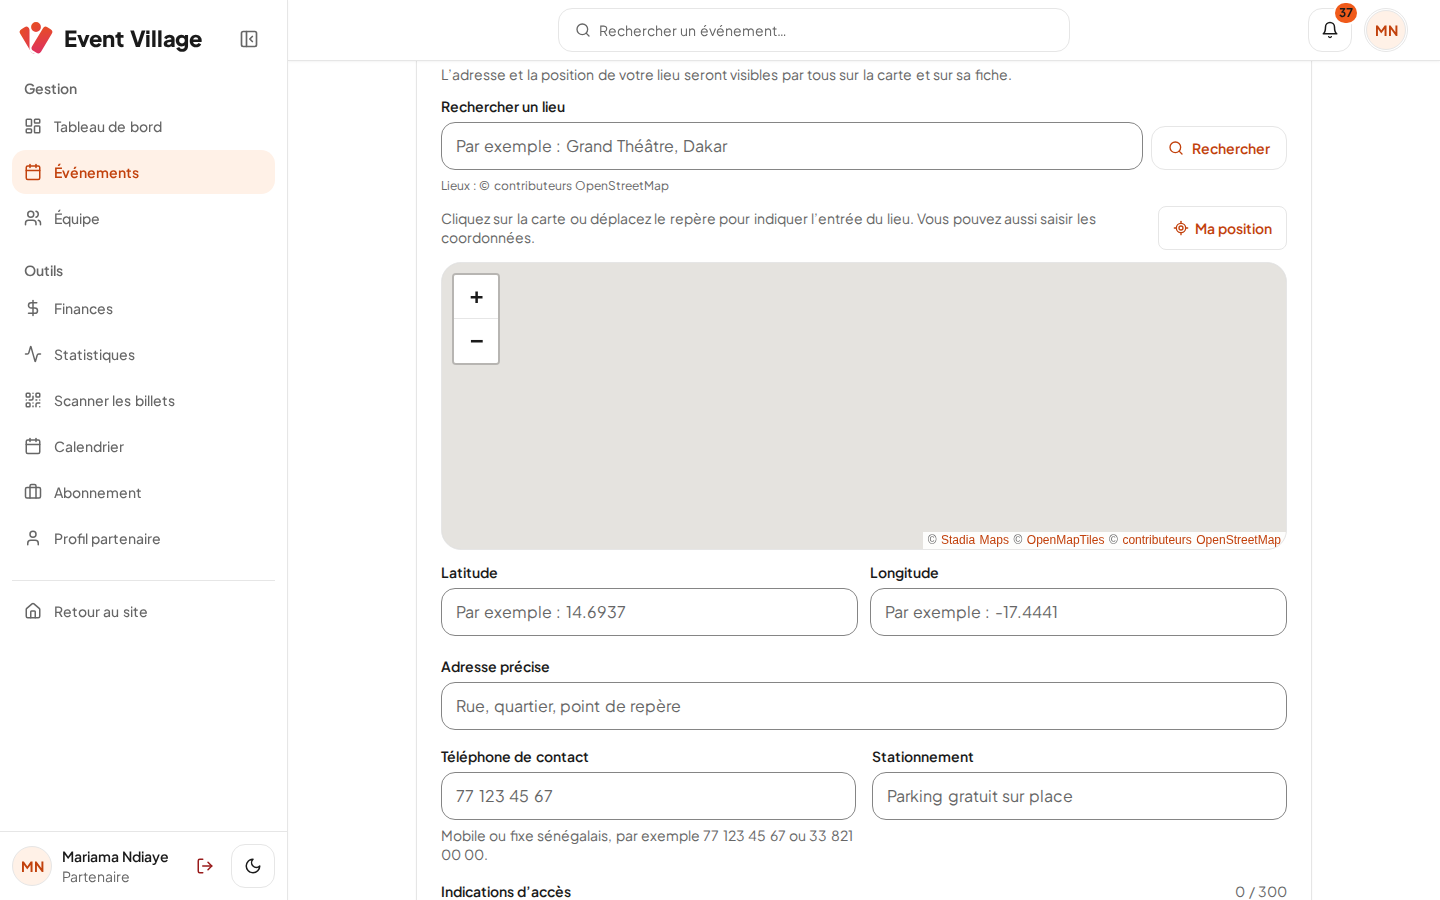 Event Village
Rechercher un événement...
37
MN
Gestion
Tableau de bord
Événements
Équipe
Outils
Finances
Statistiques
Scanner les billets
Calendrier
Abonnement
Profil partenaire
Retour au site
MN
Mariama Ndiaye
Partenaire
L’adresse et la position de votre lieu seront visibles par tous sur la carte et sur sa fiche.
Rechercher un lieu
Par exemple : Grand Théâtre, Dakar
Rechercher
Lieux : © contributeurs OpenStreetMap
Cliquez sur la carte ou déplacez le repère pour indiquer l’entrée du lieu. Vous pouvez aussi saisir les
coordonnées.
Ma position
+
−
© Stadia Maps © OpenMapTiles © contributeurs OpenStreetMap
Latitude
Longitude
Par exemple : 14.6937
Par exemple : -17.4441
Adresse précise
Rue, quartier, point de repère
Téléphone de contact
Stationnement
77 123 45 67
Parking gratuit sur place
Mobile ou fixe sénégalais, par exemple 77 123 45 67 ou 33 821
00 00.
Indications d’accès
0 / 300